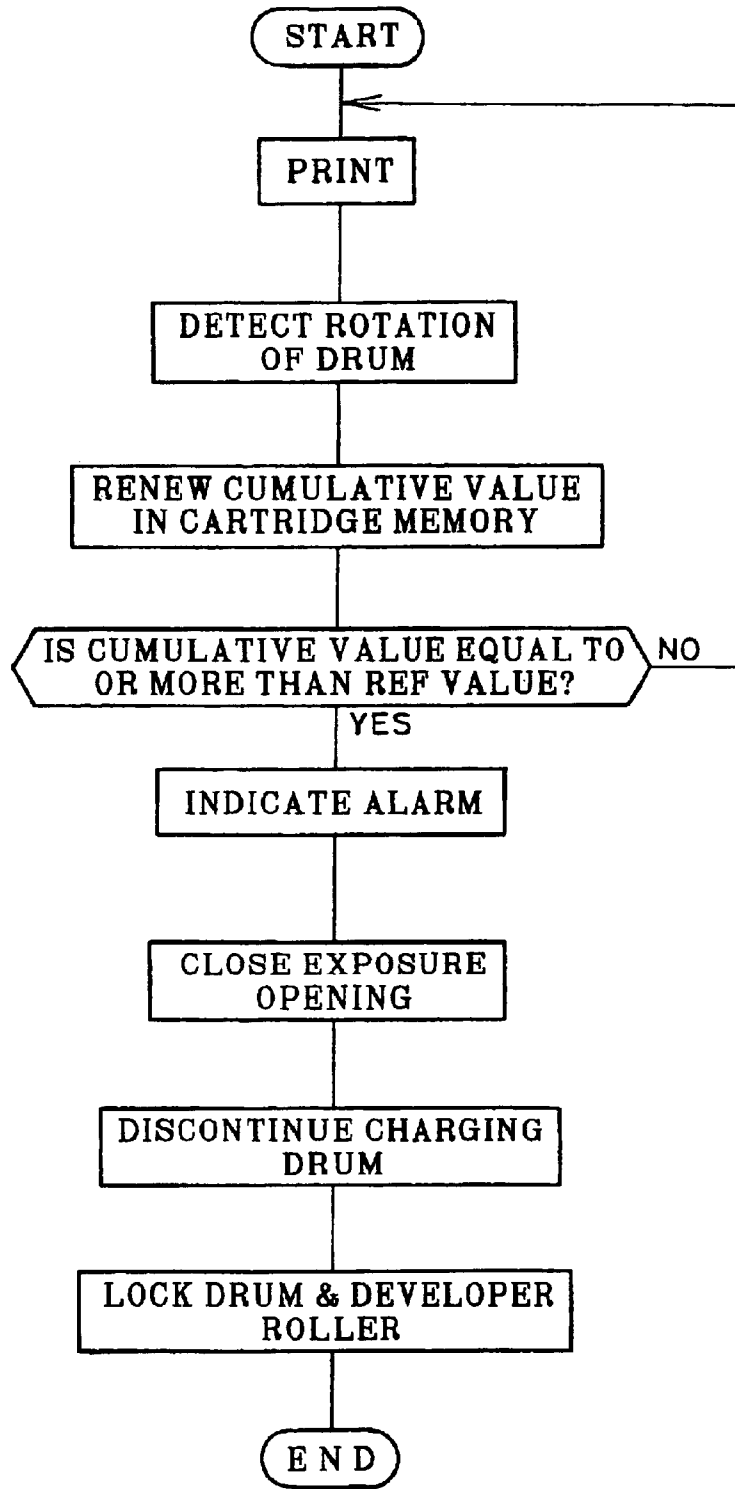 START
PRINT
DETECT ROTATION
OF DRUM
RENEW CUMULATIVE VALUE
IN CARTRIDGE MEMORY
IS CUMULATIVE VALUE EQUAL TO
OR MORE THAN REF VALUE?
NO
YES
INDICATE ALARM
CLOSE EXPOSURE
OPENING
DISCONTINUE CHARGING
DRUM
LOCK DRUM & DEVELOPER
ROLLER
END